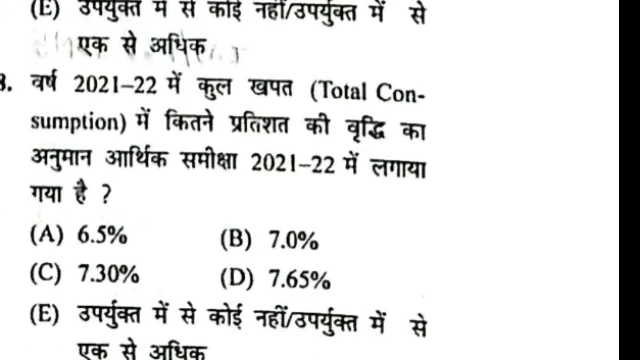 (E) उपर्युक्त में से कोई नहीं/उपर्युक्त में से
एक से अधिक
8. वर्ष 2021–22 में कुल खपत (Total Con-
sumption) में कितने प्रतिशत की वृद्धि का
अनुमान आर्थिक समीक्षा 2021–22 में लगाया
गया है ?
(A) 6.5% (B) 7.0%
(C) 7.30% (D) 7.65%
(E) उपर्युक्त में से कोई नहीं/उपर्युक्त में से
एक से अधिक